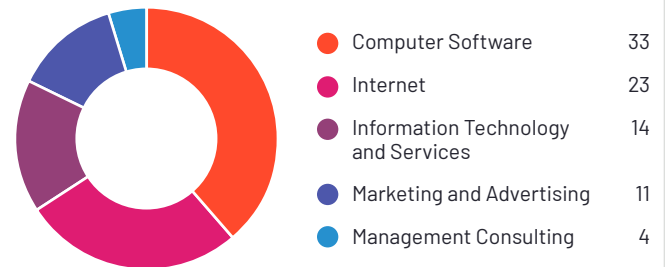 Computer Software 33
Internet 23
Information Technology 14
and Services
Marketing and Advertising 11
Management Consulting 4